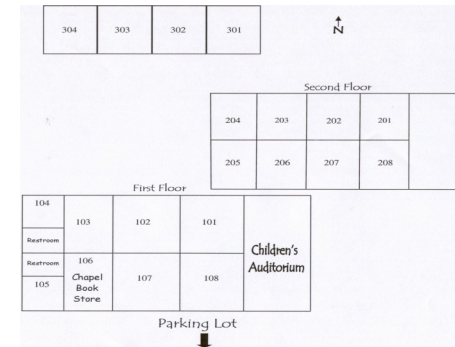 304 303 302 301
N
Second Floor
204 203 202 201
205 206 207 208
First Floor
104
103 102 101
Restroom
Children's
Auditorium
Restroom
106
Chapel
Book
Store
105
107 108
Parking Lot